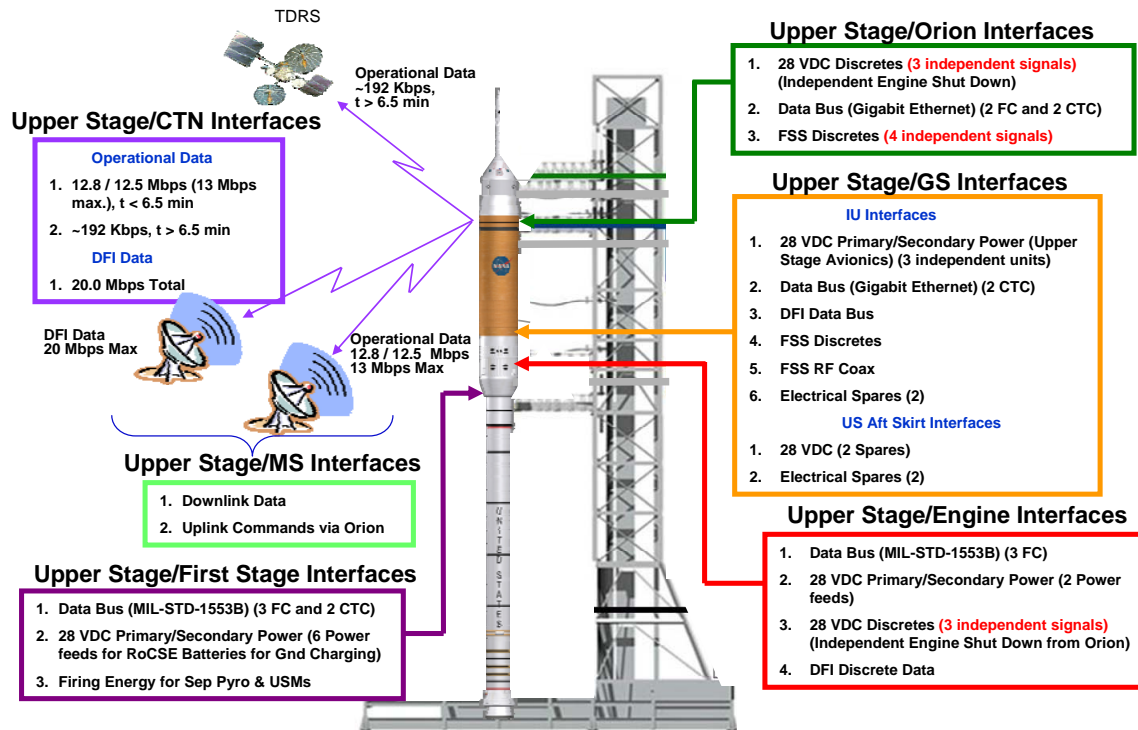 TDRS
Operational Data
~192 Kbps,
t > 6.5 min
Upper Stage/CTN Interfaces
Operational Data
1. 12.8 / 12.5 Mbps (13 Mbps
max.), t < 6.5 min
2. ~192 Kbps, t > 6.5 min
DFI Data
1. 20.0 Mbps Total
DFI Data
20 Mbps Max
Operational Data
12.8 / 12.5 Mbps
13 Mbps Max
Upper Stage/MS Interfaces
1. Downlink Data
2. Uplink Commands via Orion
Upper Stage/First Stage Interfaces
1. Data Bus (MIL-STD-1553B) (3 FC and 2 CTC)
2. 28 VDC Primary/Secondary Power (6 Power
feeds for RoCSE Batteries for Gnd Charging)
3. Firing Energy for Sep Pyro & USMs
NASA
UNITED STATES
Upper Stage/Orion Interfaces
1. 28 VDC Discretes (3 independent signals)
(Independent Engine Shut Down)
2. Data Bus (Gigabit Ethernet) (2 FC and 2 CTC)
3. FSS Discretes (4 independent signals)
Upper Stage/GS Interfaces
IU Interfaces
1. 28 VDC Primary/Secondary Power (Upper
Stage Avionics) (3 independent units)
2. Data Bus (Gigabit Ethernet) (2 CTC)
3. DFI Data Bus
4. FSS Discretes
5. FSS RF Coax
6. Electrical Spares (2)
US Aft Skirt Interfaces
1. 28 VDC (2 Spares)
2. Electrical Spares (2)
Upper Stage/Engine Interfaces
1. Data Bus (MIL-STD-1553B) (3 FC)
2. 28 VDC Primary/Secondary Power (2 Power
feeds)
3. 28 VDC Discretes (3 independent signals)
(Independent Engine Shut Down from Orion)
4. DFI Discrete Data